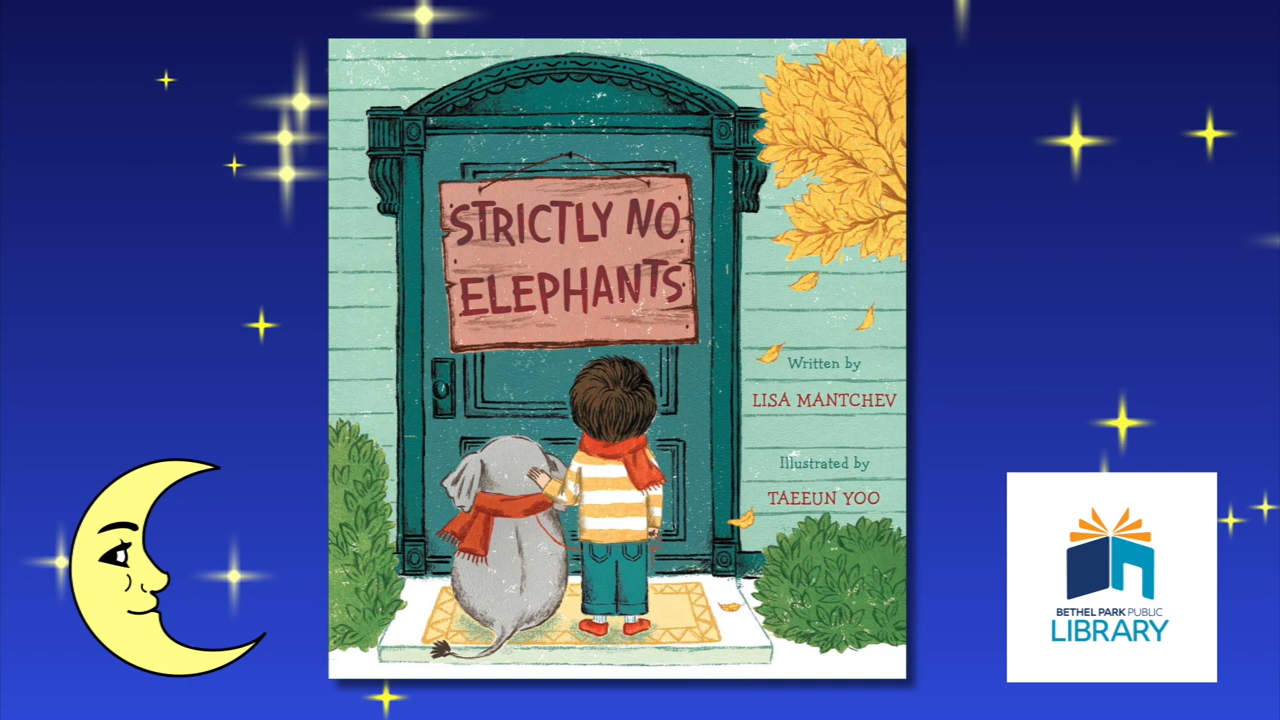 STRICTLY NO
ELEPHANTS
Written by
LISA MANTCHEV
Illustrated by
TAEEUN YOO
BETHEL PARK PUBLIC
LIBRARY